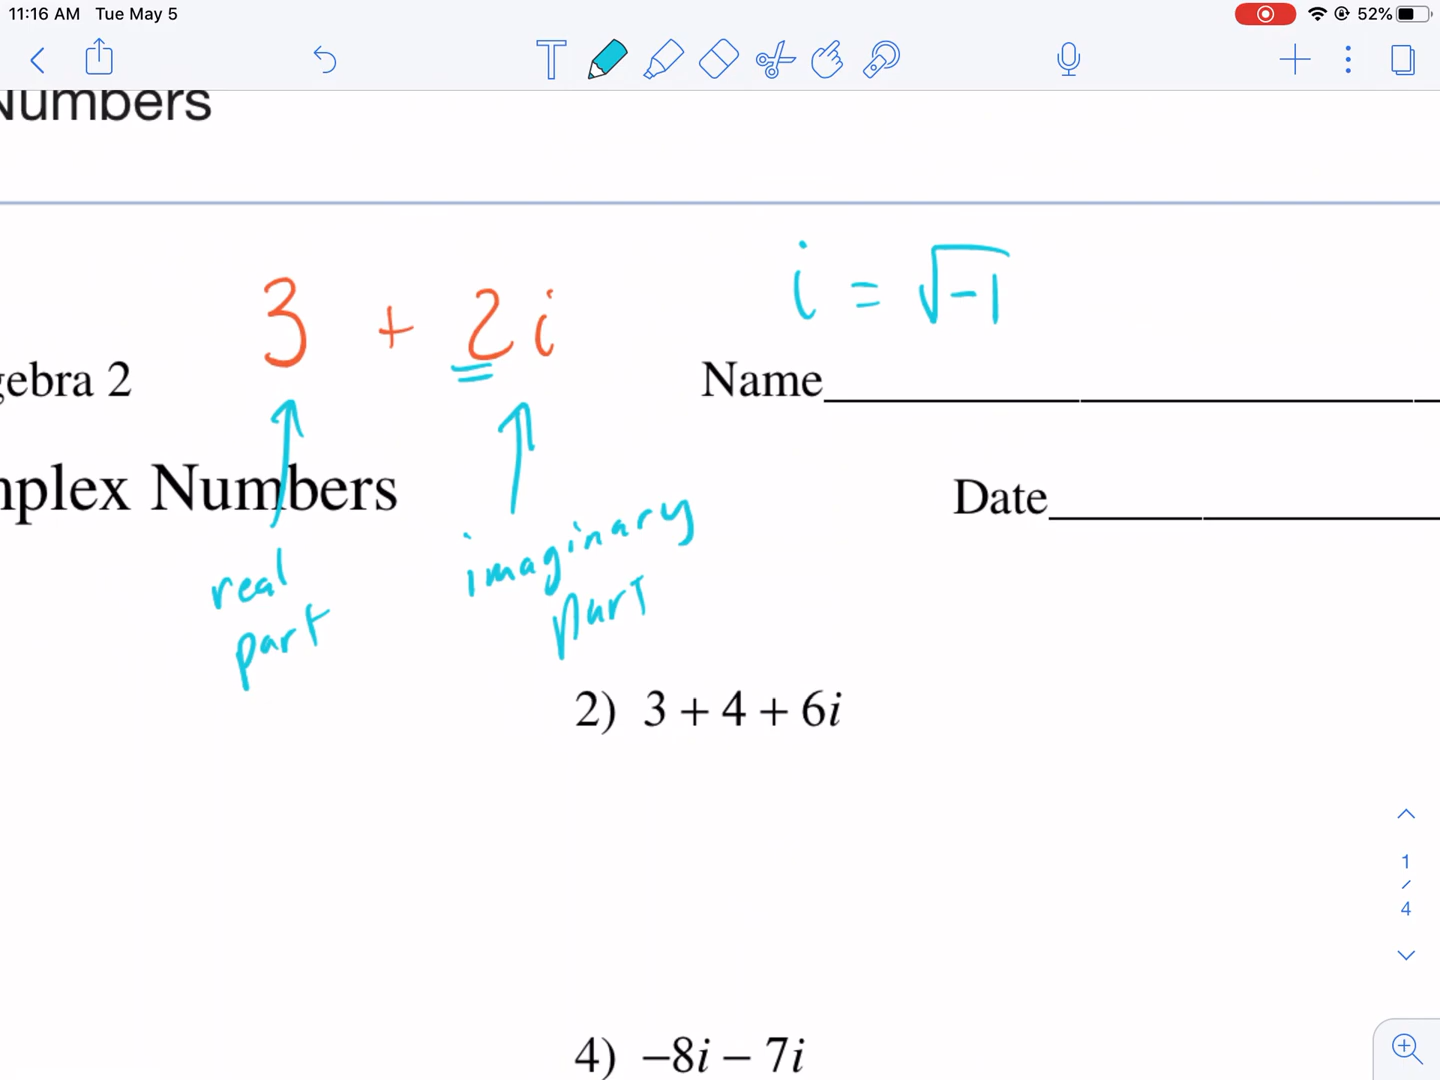 11:16 AM Tue May 5
52%
T
Numbers
3 + 2i
i = √-1
gebra 2
Name
nplex Numbers
Date
real
part
imaginary
part
2) 3 + 4 + 6i
1
/
4
4) −8i − 7i